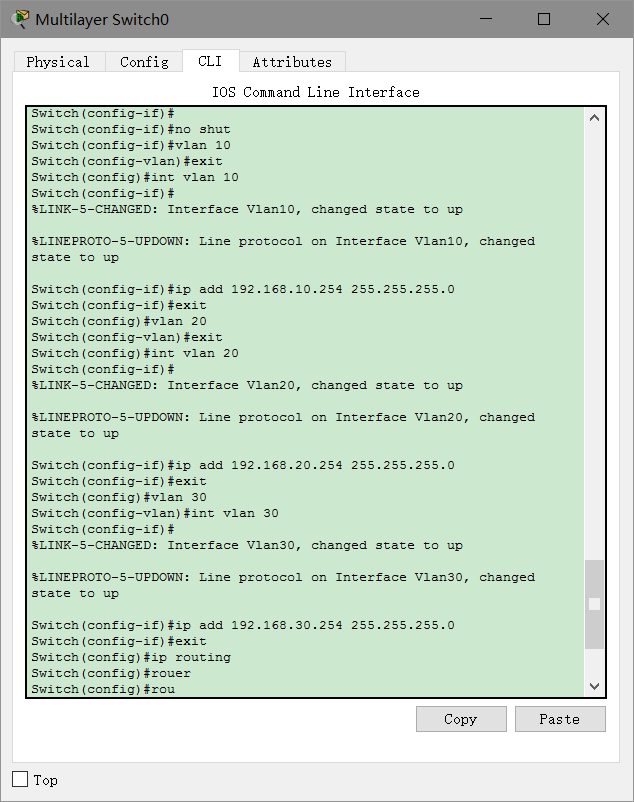 Multilayer Switch0
Physical Config CLI Attributes
IOS Command Line Interface
Switch(config-if)#
Switch(config-if)#no shut
Switch(config-if)#vlan 10
Switch(config-vlan)#exit
Switch(config)#int vlan 10
Switch(config-if)#
%LINK-5-CHANGED: Interface Vlan10, changed state to up
%LINEPROTO-5-UPDOWN: Line protocol on Interface Vlan10, changed
state to up
Switch(config-if)#ip add 192.168.10.254 255.255.255.0
Switch(config-if)#exit
Switch(config)#vlan 20
Switch(config-vlan)#exit
Switch(config)#int vlan 20
Switch(config-if)#
%LINK-5-CHANGED: Interface Vlan20, changed state to up
%LINEPROTO-5-UPDOWN: Line protocol on Interface Vlan20, changed
state to up
Switch(config-if)#ip add 192.168.20.254 255.255.255.0
Switch(config-if)#exit
Switch(config)#vlan 30
Switch(config-vlan)#int vlan 30
Switch(config-if)#
%LINK-5-CHANGED: Interface Vlan30, changed state to up
%LINEPROTO-5-UPDOWN: Line protocol on Interface Vlan30, changed
state to up
Switch(config-if)#ip add 192.168.30.254 255.255.255.0
Switch(config-if)#exit
Switch(config)#ip routing
Switch(config)#rouer
Switch(config)#rou
Copy Paste
Top